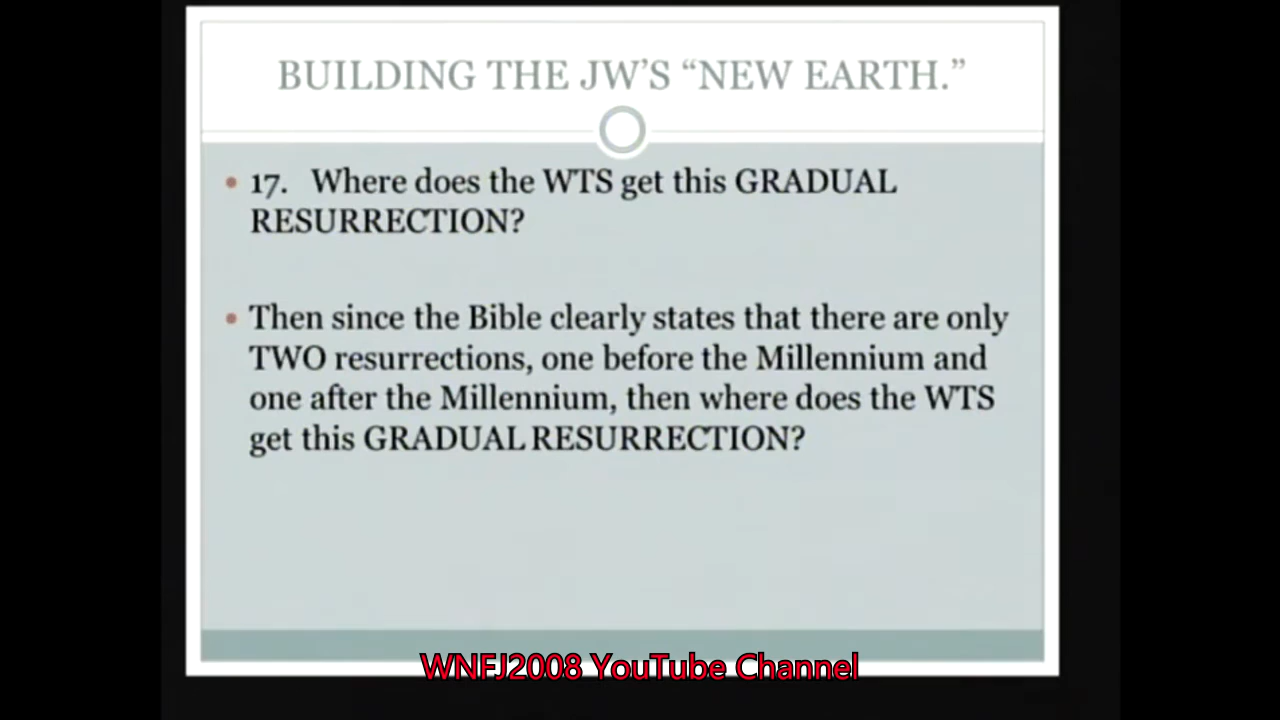 BUILDING THE JW'S “NEW EARTH.”
• 17. Where does the WTS get this GRADUAL
RESURRECTION?
• Then since the Bible clearly states that there are only
TWO resurrections, one before the Millennium and
one after the Millennium, then where does the WTS
get this GRADUAL RESURRECTION?
WNFJ2008 YouTube Channel